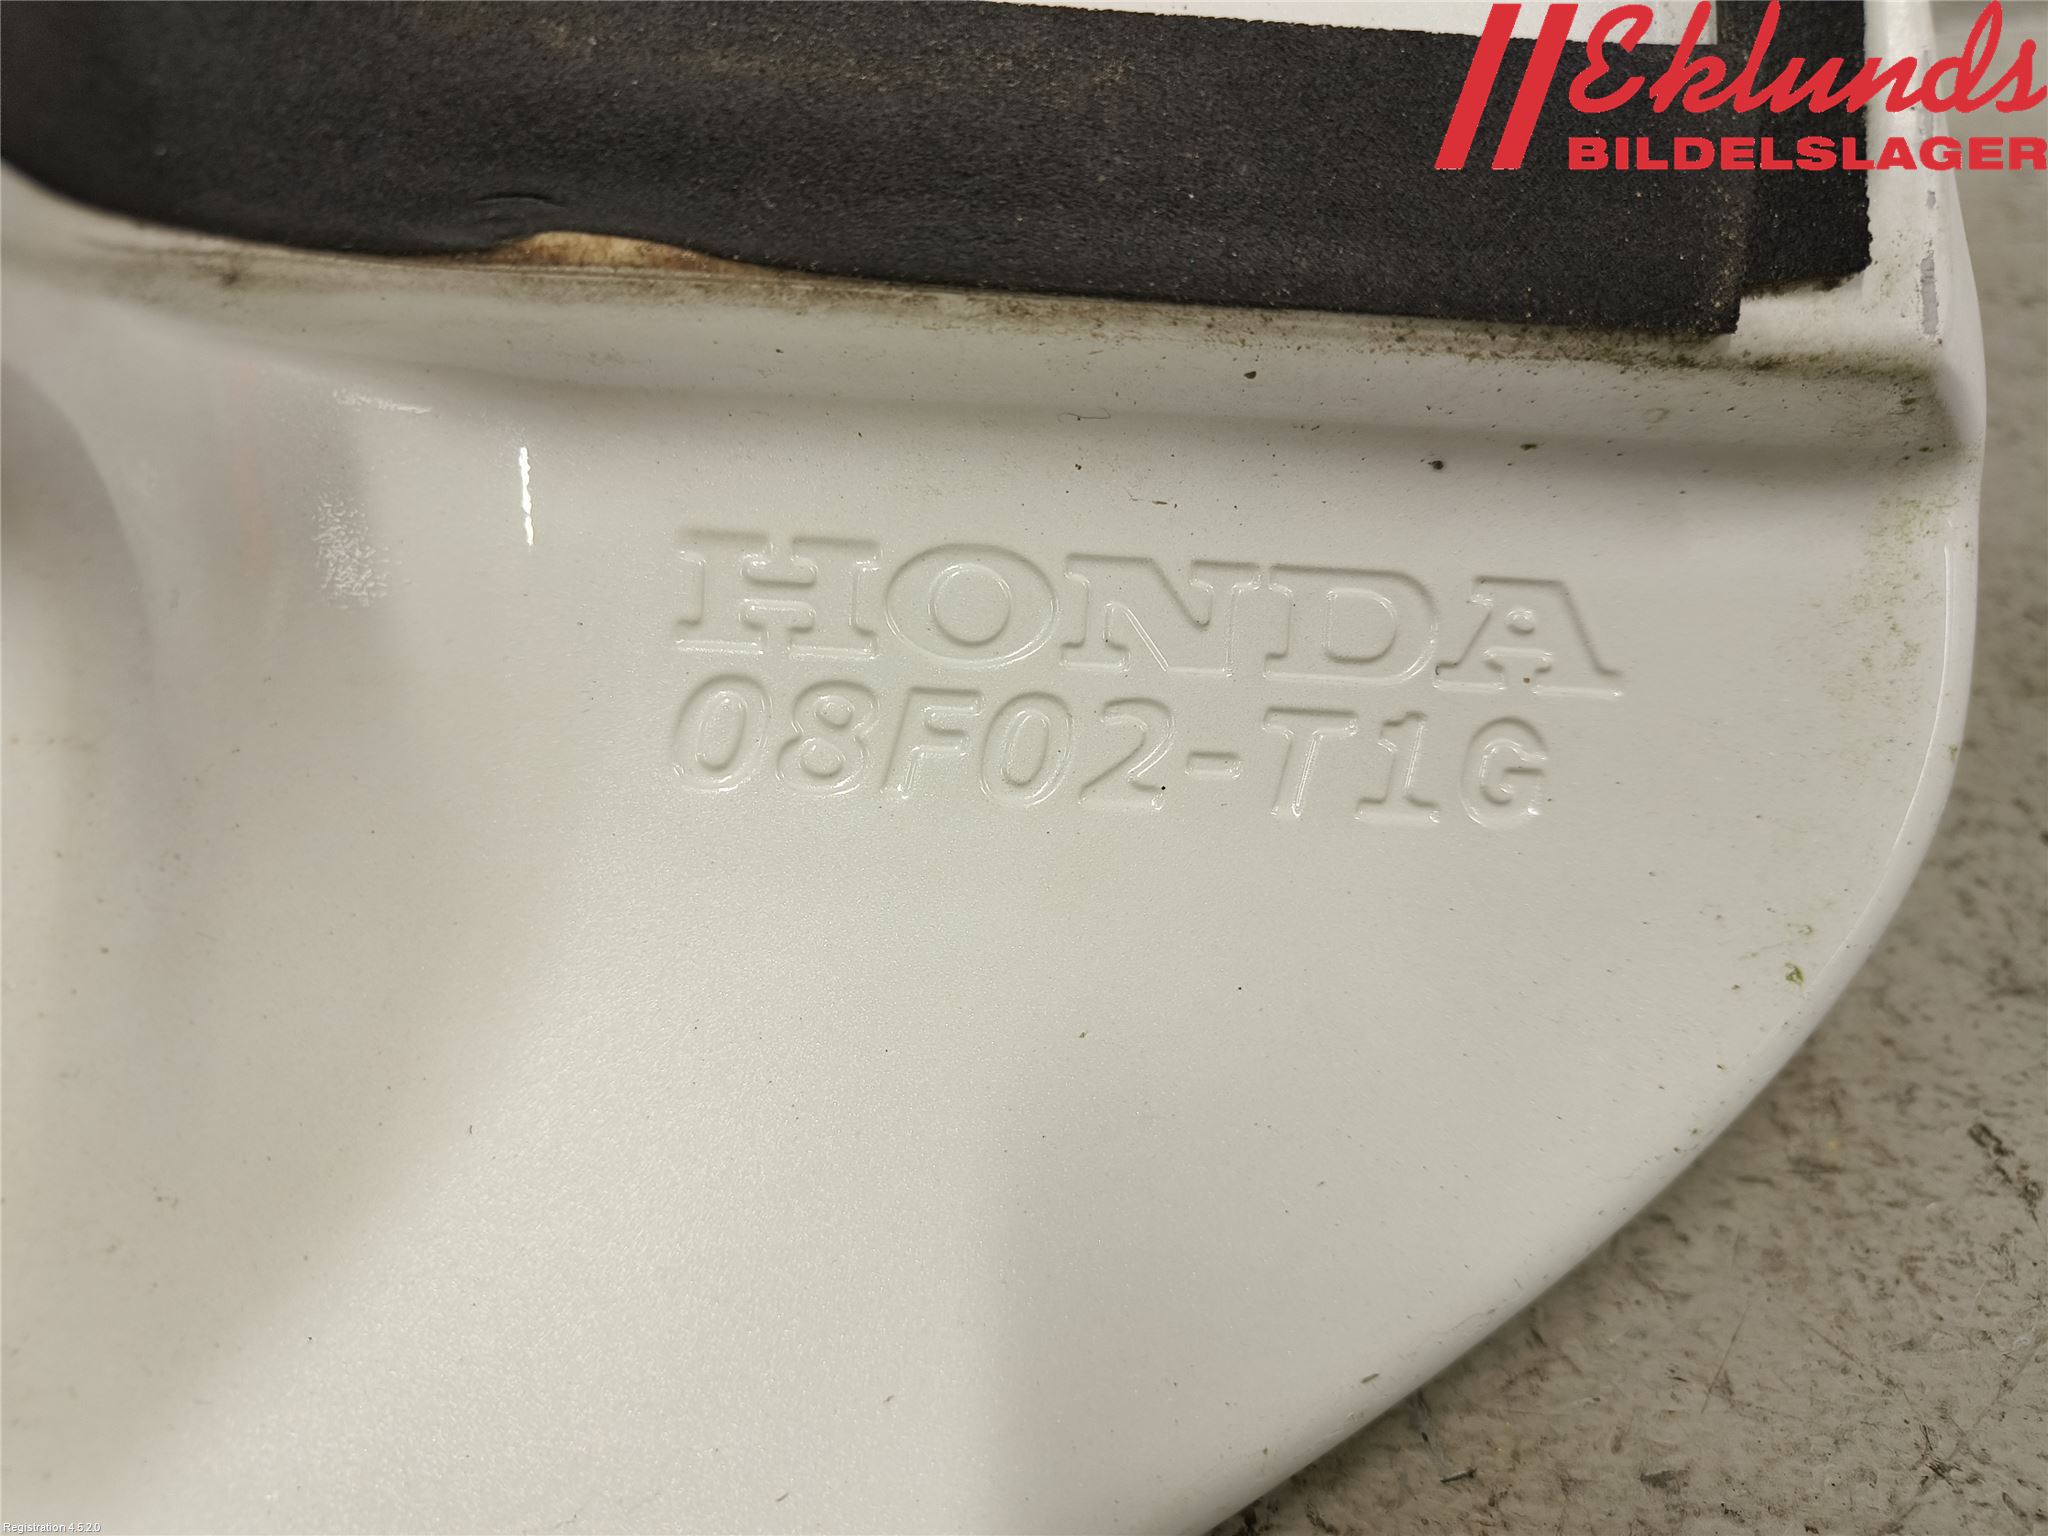 Eklunds
BILDELSLAGER
HONDA
08F02-T1G
Registration 4.5.2.0